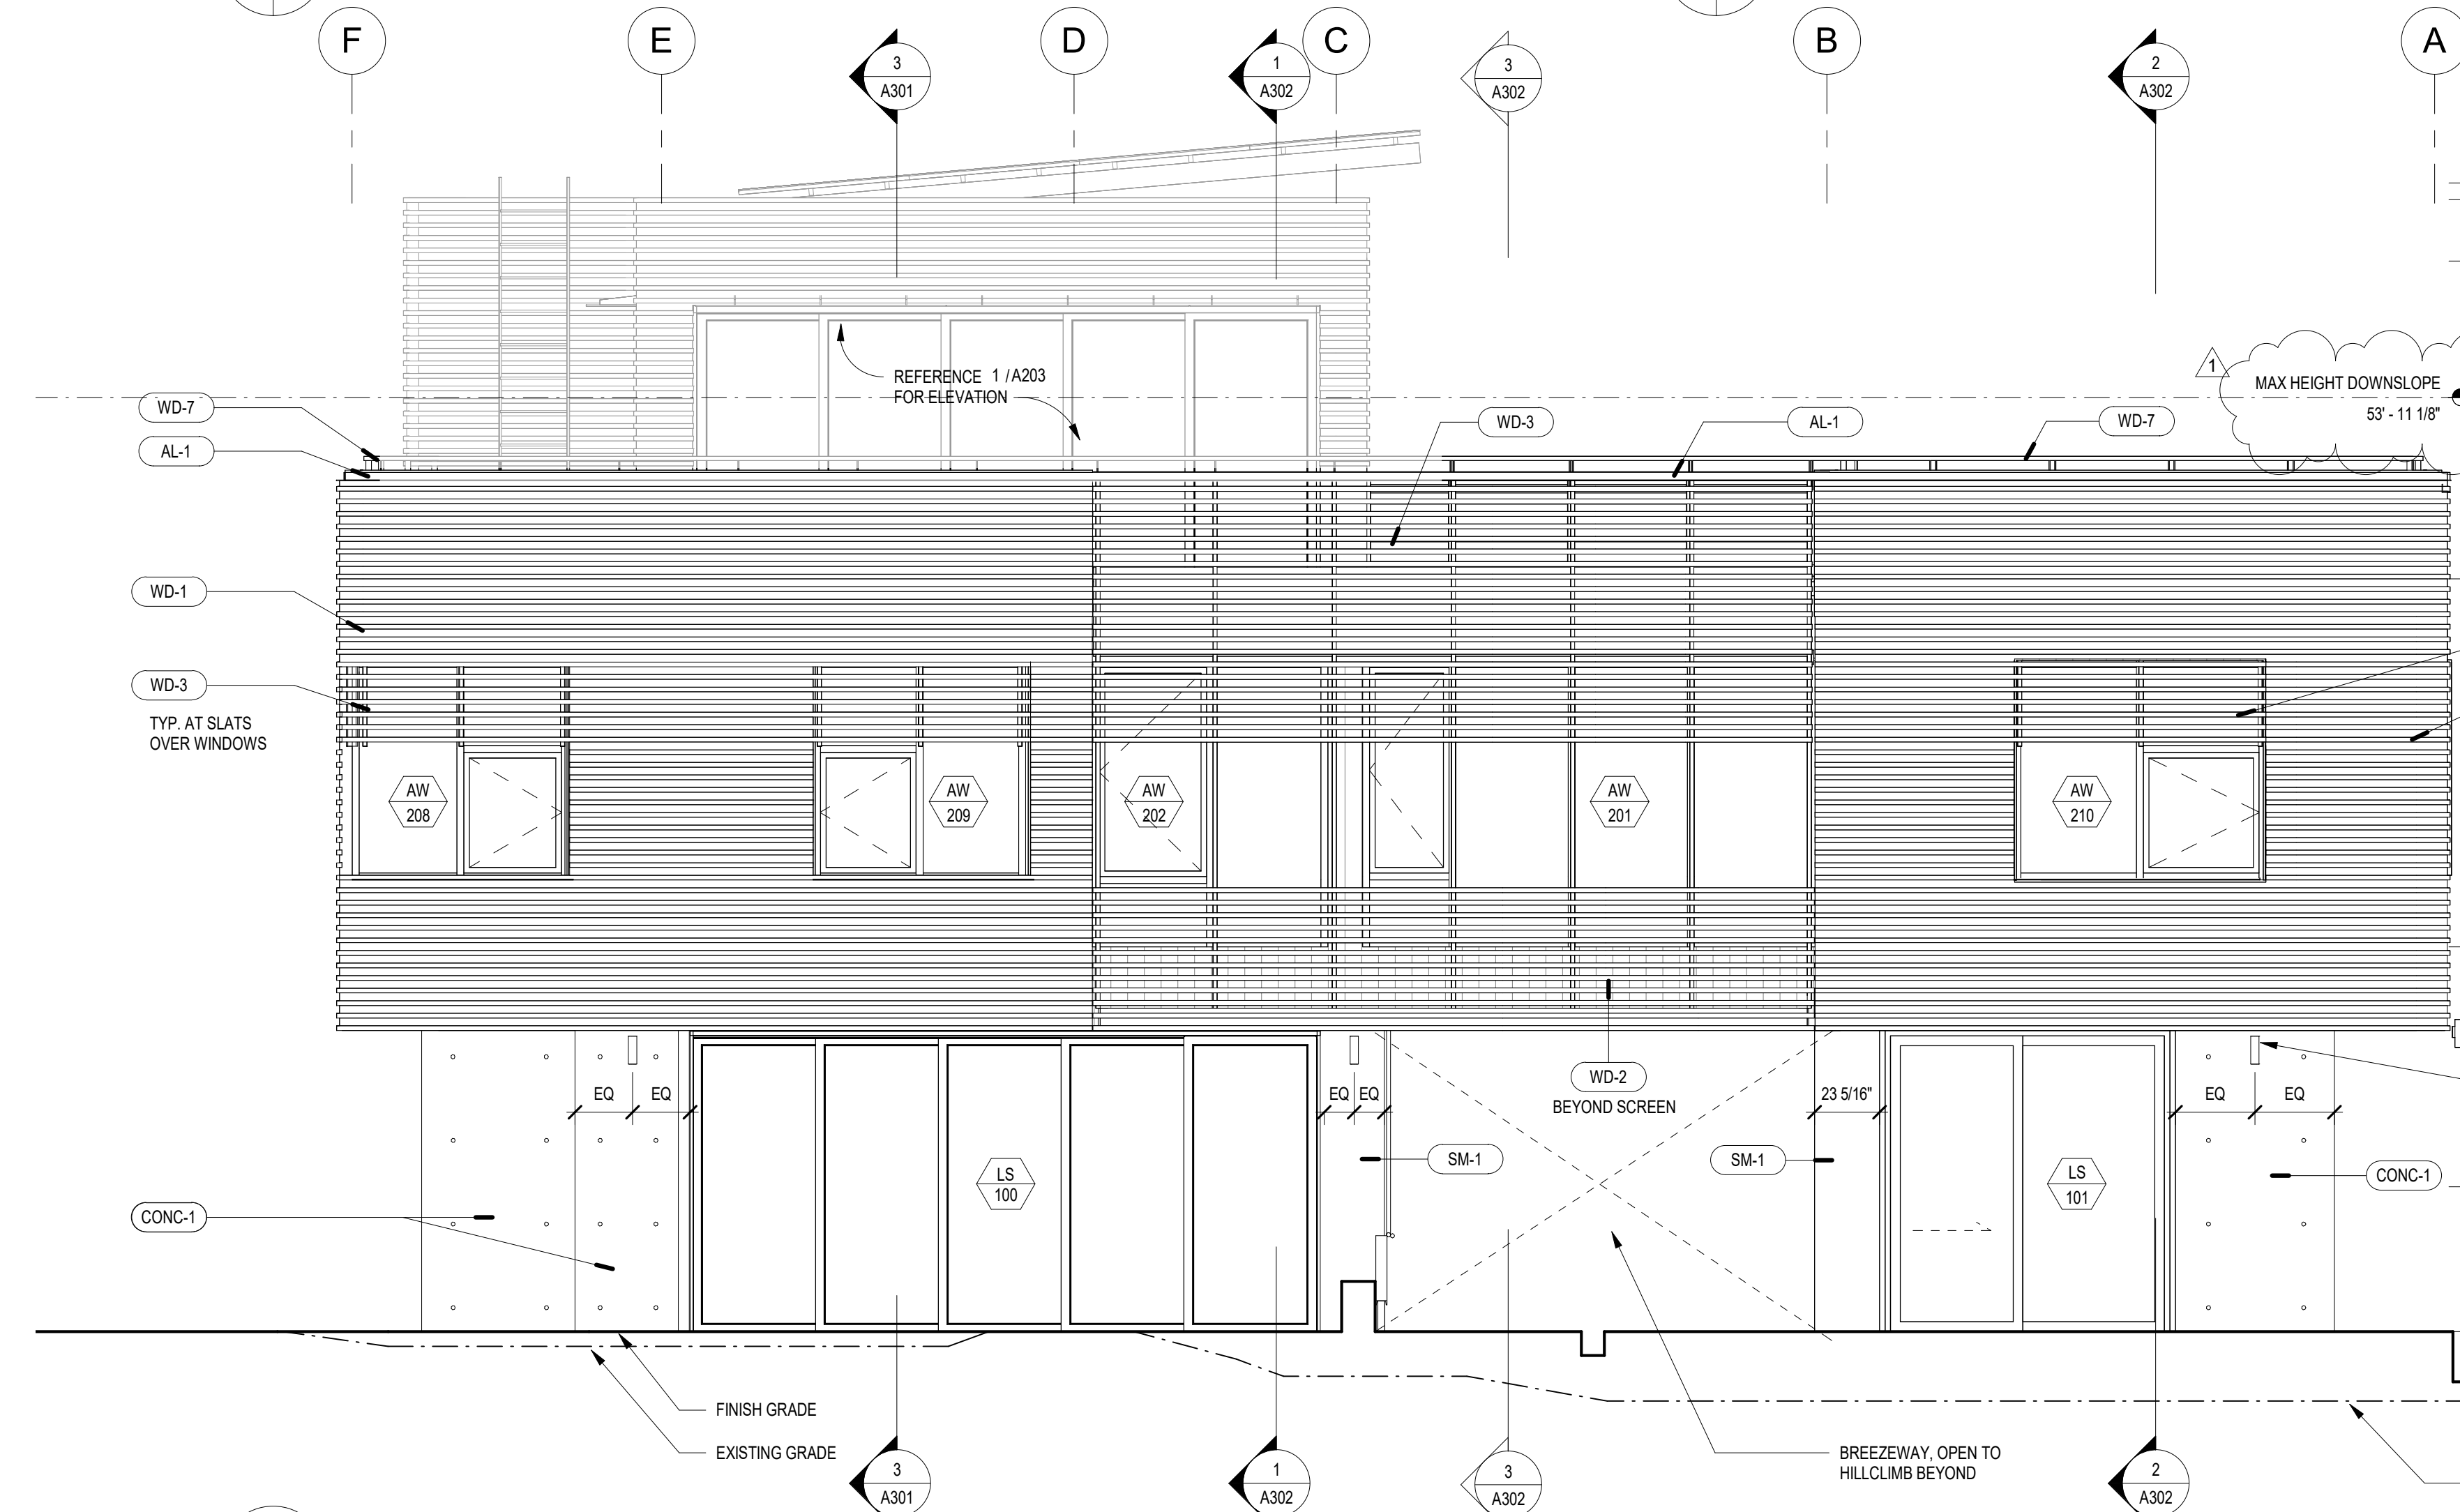 F
E
D
C
B
A
3
A301
1
A302
3
A302
2
A302
REFERENCE 1 / A203
FOR ELEVATION
1
MAX HEIGHT DOWNSLOPE
53' - 11 1/8"
WD-7
AL-1
WD-3
AL-1
WD-7
WD-1
WD-3
TYP. AT SLATS
OVER WINDOWS
AW
208
AW
209
AW
202
AW
201
AW
210
EQ
EQ
EQ
EQ
WD-2
BEYOND SCREEN
23 5/16"
EQ
EQ
SM-1
SM-1
LS
100
LS
101
CONC-1
CONC-1
FINISH GRADE
EXISTING GRADE
BREEZEWAY, OPEN TO
HILLCLIMB BEYOND
3
A301
1
A302
3
A302
2
A302